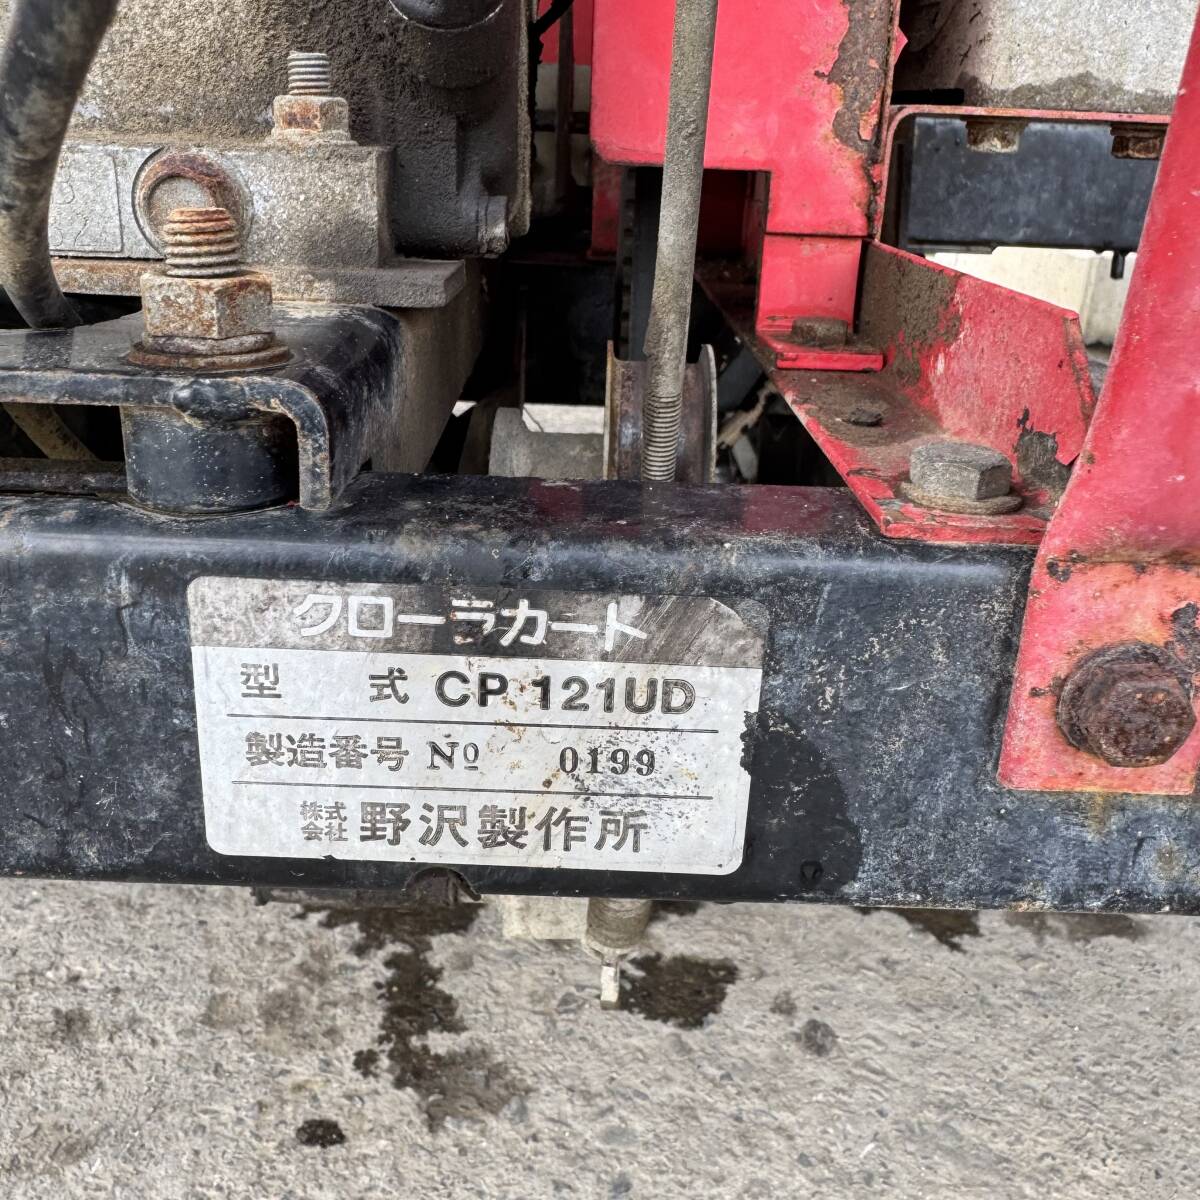 クローラカート
型 式 CP 121UD
製造番号 No 0199
株式会社 野沢製作所